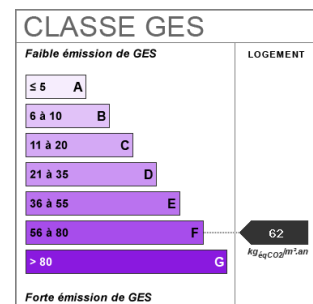 CLASSE GES
Faible émission de GES
LOGEMENT
≤ 5 A
6 à 10 B
11 à 20 C
21 à 35 D
36 à 55 E
56 à 80 F
62
kgéqCO2/m².an
> 80 G
Forte émission de GES